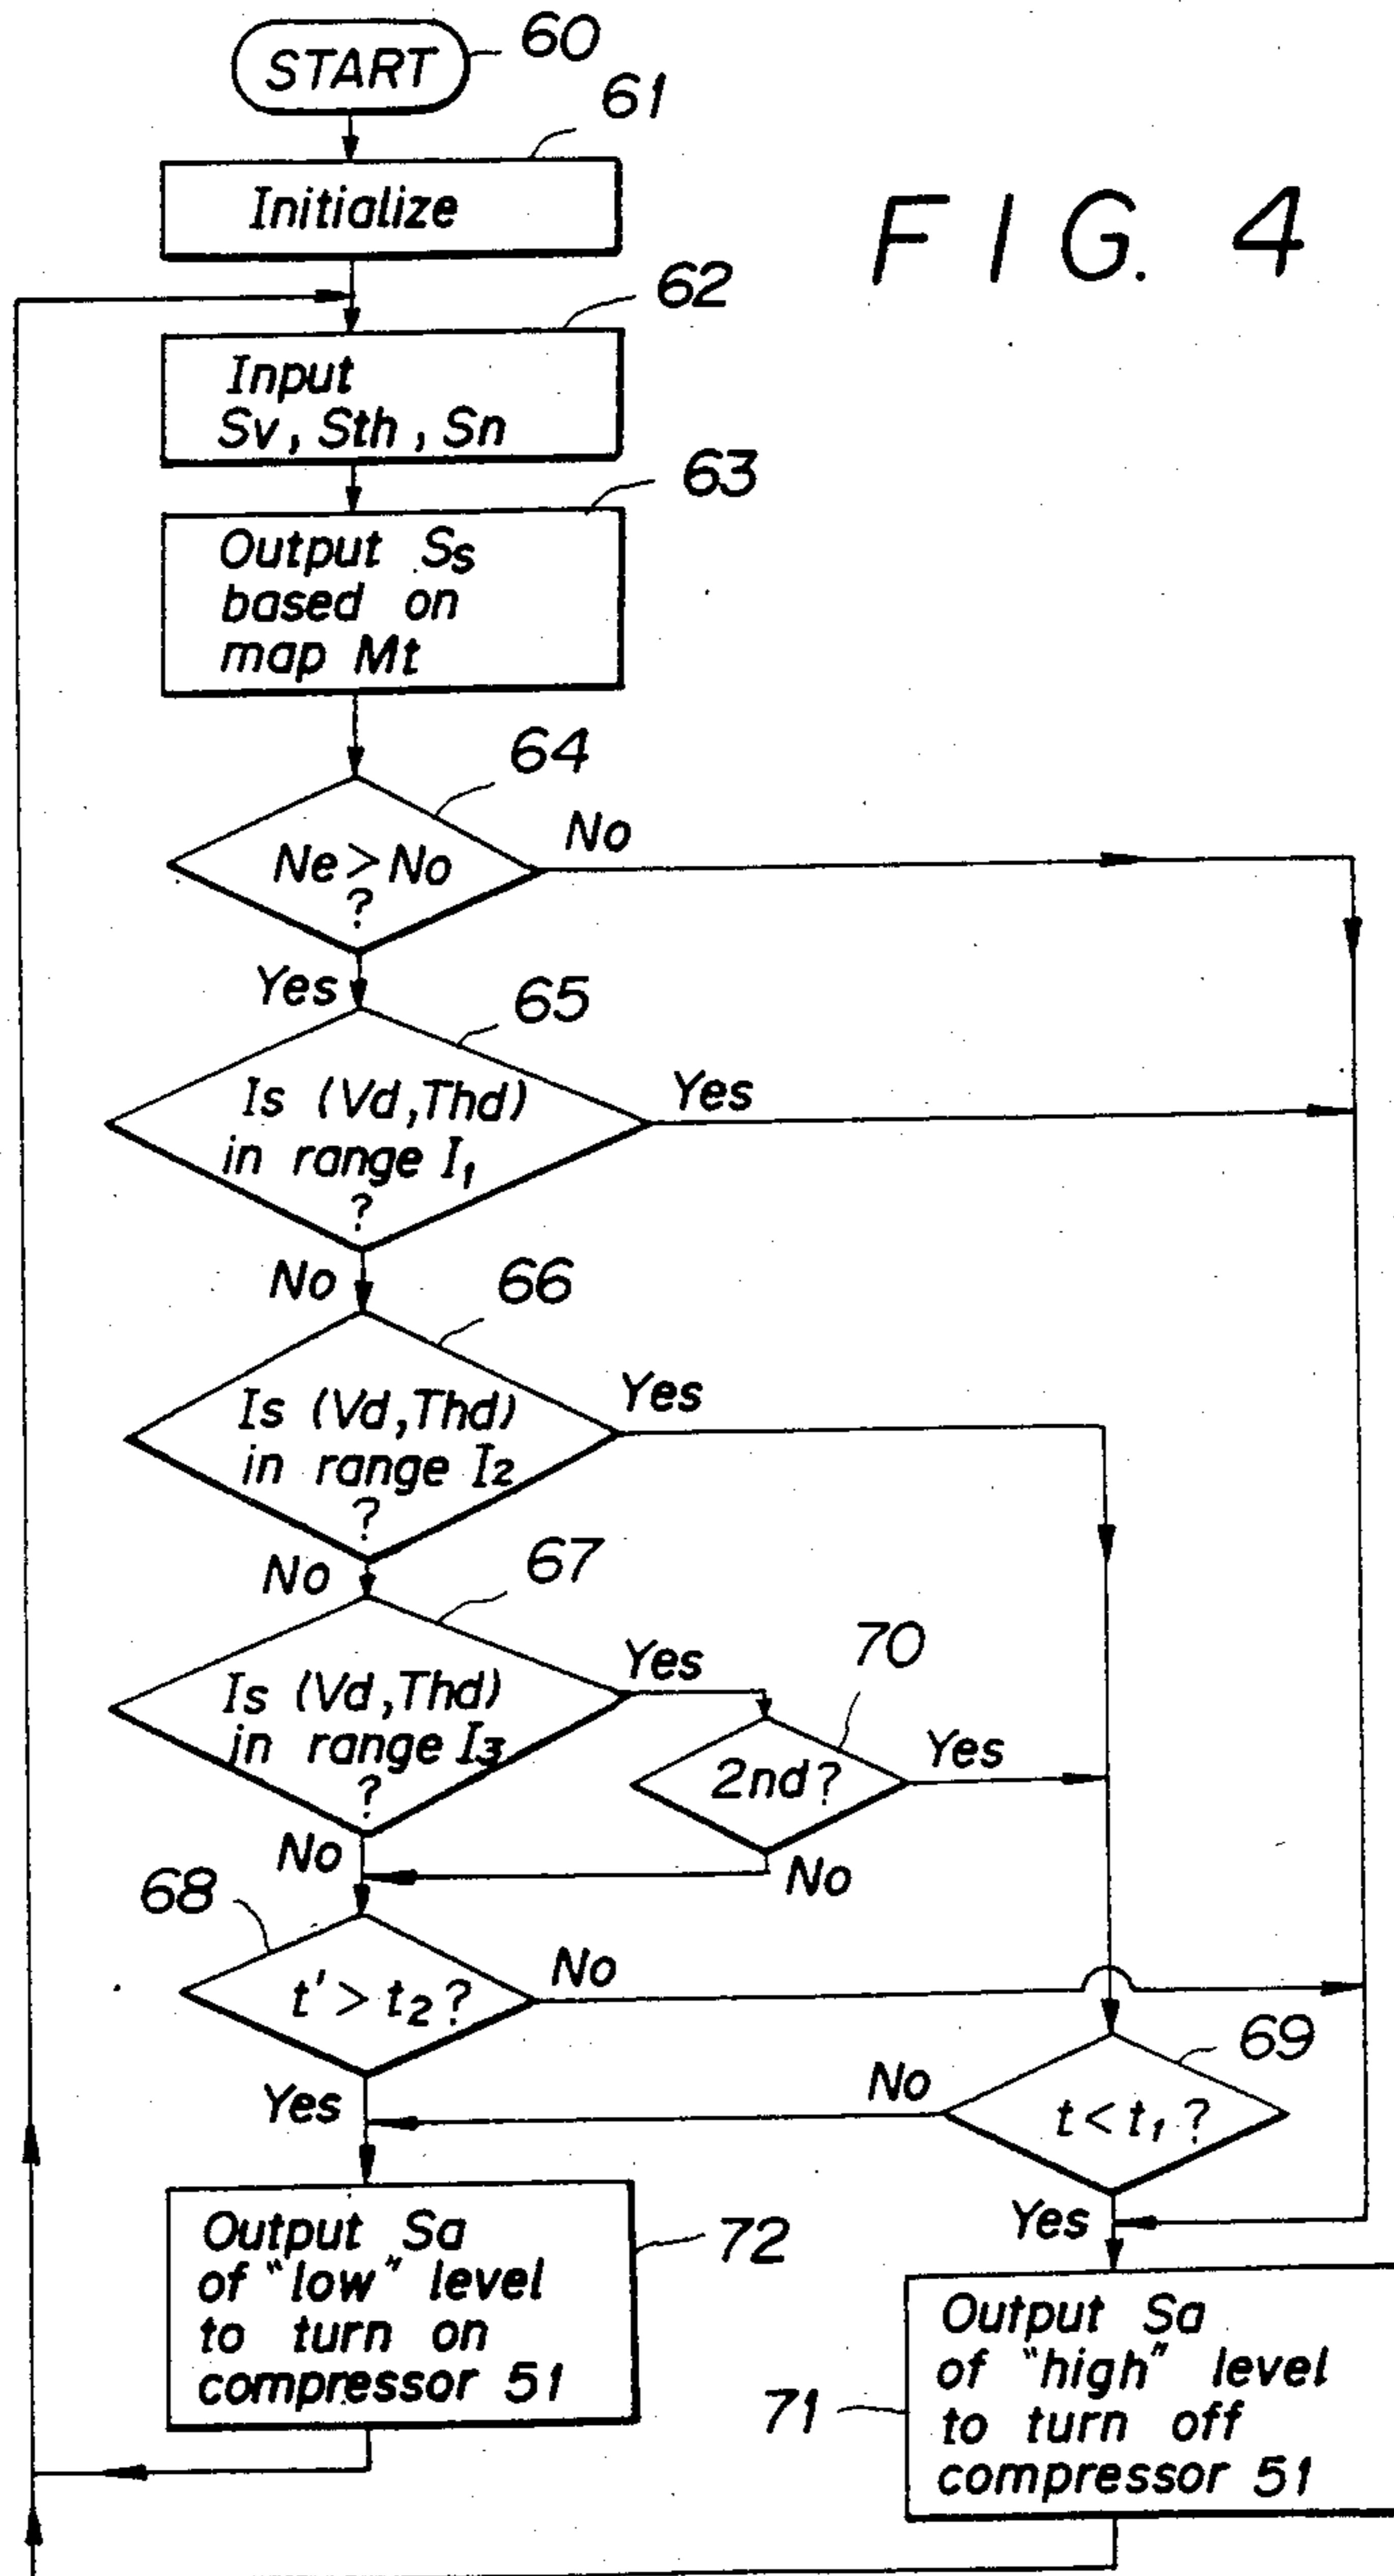 START
60
61
Initialize
FIG. 4
62
Input
Sv, Sth, Sn
63
Output Ss
based on
map Mt
64
Ne > No
?
No
Yes
65
Is (Vd, Thd)
in range I1
?
Yes
No
66
Is (Vd, Thd)
in range I2
?
Yes
No
67
Is (Vd, Thd)
in range I3
?
Yes
70
2nd?
Yes
No
No
68
t' > t2?
No
Yes
69
t < t1?
No
Yes
Output Sa
of "low" level
to turn on
compressor 51
72
Output Sa
of "high" level
to turn off
compressor 51
71